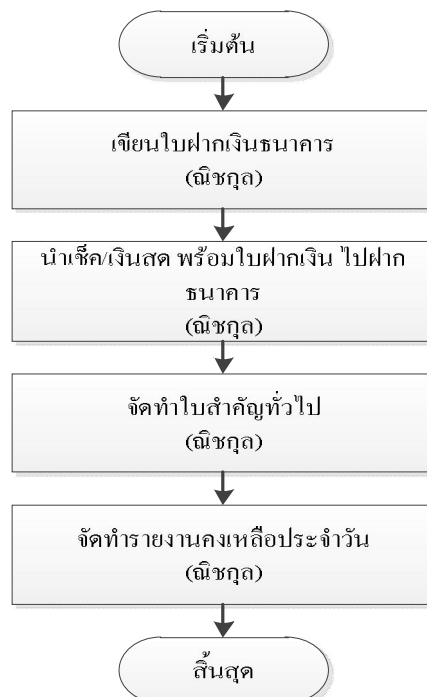 เริ่มต้น
เขียนใบฝากเงินธนาคาร
(ณิชกุล)
นำเช็ค/เงินสด พร้อมใบฝากเงิน ไปฝาก
ธนาคาร
(ณิชกุล)
จัดทำใบสำคัญทั่วไป
(ณิชกุล)
จัดทำรายงานคงเหลือประจำวัน
(ณิชกุล)
สิ้นสุด